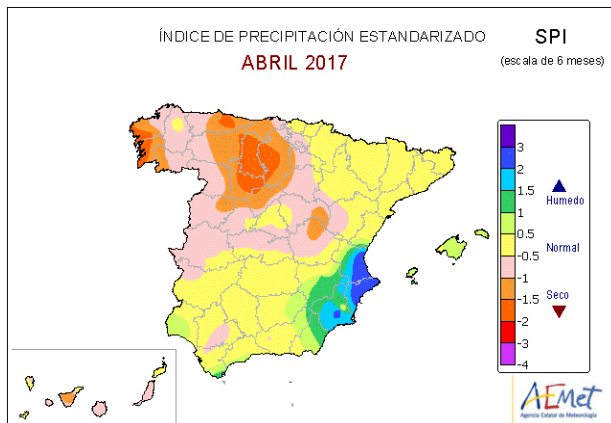 ÍNDICE DE PRECIPITACIÓN ESTANDARIZADO
SPI
ABRIL 2017
(escala de 6 meses)
3
2
1.5
1
0.5
-0.5
-1
-1.5
-2
-3
-4
Humedo
Normal
Seco
AEMet
Agencia Estatal de Meteorología